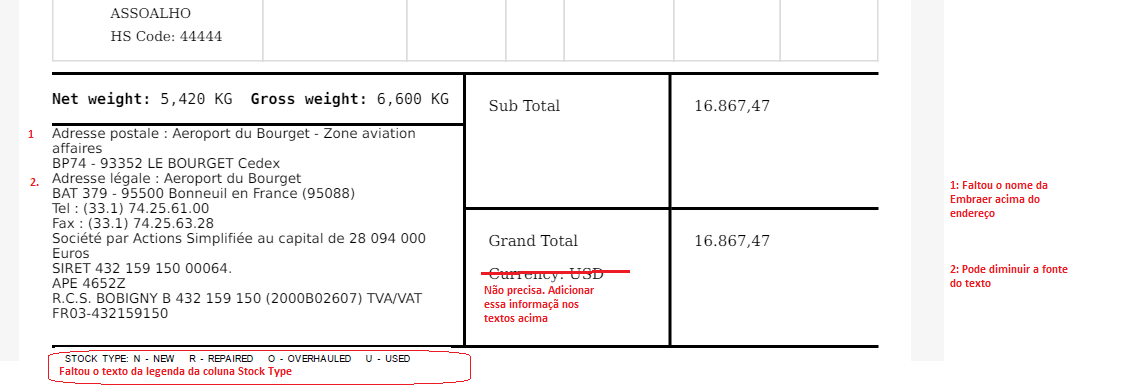 ASSOALHO
HS Code: 44444
Net weight: 5,420 KG  Gross weight: 6,600 KG
Sub Total
16.867,47
1
Adresse postale : Aeroport du Bourget - Zone aviation
affaires
BP74 - 93352 LE BOURGET Cedex
2.
Adresse légale : Aeroport du Bourget
BAT 379 - 95500 Bonneuil en France (95088)
Tel : (33.1) 74.25.61.00
Fax : (33.1) 74.25.63.28
Société par Actions Simplifiée au capital de 28 094 000
Euros
SIRET 432 159 150 00064.
APE 4652Z
R.C.S. BOBIGNY B 432 159 150 (2000B02607) TVA/VAT
FR03-432159150
Grand Total
16.867,47
Currency: USD
Não precisa. Adicionar
essa informaçã nos
textos acima
1: Faltou o nome da
Embraer acima do
endereço
2: Pode diminuir a fonte
do texto
STOCK TYPE: N - NEW R - REPAIRED O - OVERHAULED U - USED
Faltou o texto da legenda da coluna Stock Type